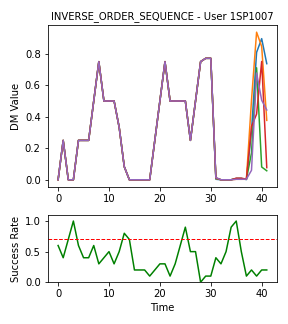 INVERSE_ORDER_SEQUENCE - User 1SP1007
DM Value
0.8
0.6
0.4
0.2
0.0
0 10 20 30 40
Success Rate
1.0
0.5
0.0
0 10 20 30 40
Time